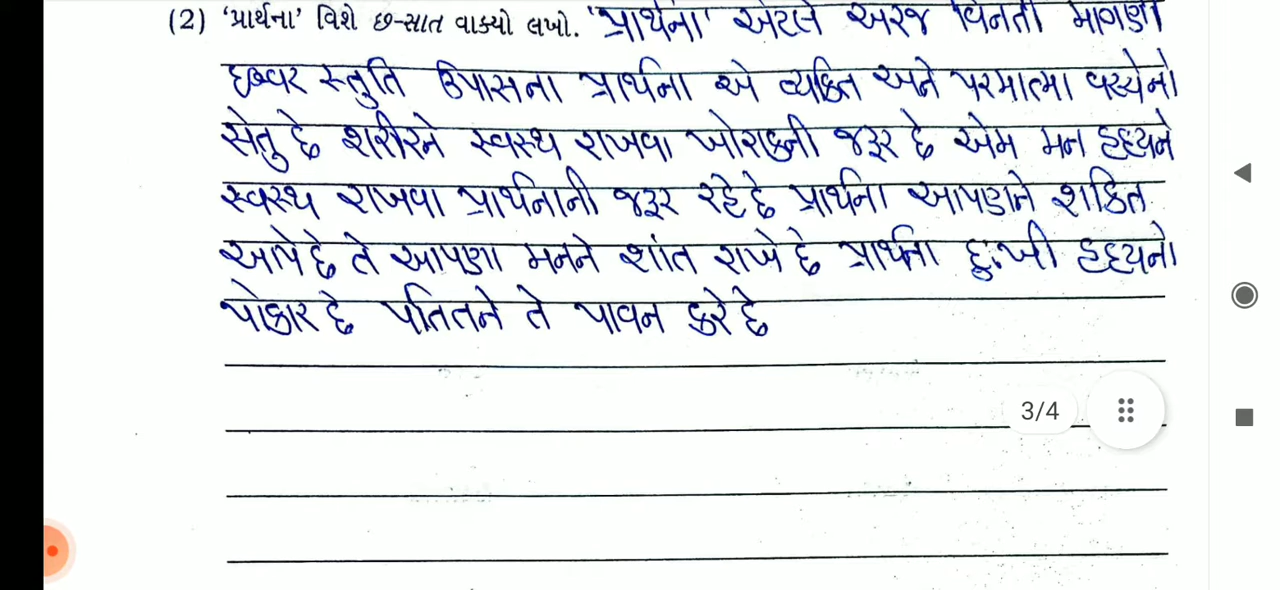 (2) 'પ્રાર્થના' વિશે છ-સાત વાક્યો લખો. 'પ્રાર્થના' એટલે અરજ વિનંતી માગણી
ઇશ્વર સ્તુતિ ઉપાસના પ્રાર્થના એ વ્યકિત અને પરમાત્મા વચ્ચેનો
સેતુ છે શરીરને સ્વસ્થ રાખવા ખોરાકની જરૂર છે એમ મન હૃદયને
સ્વસ્થ રાખવા પ્રાર્થનાની જરૂર રહે છે પ્રાર્થના આપણને શકિત
આપે છે તે આપણા મનને શાંત રાખે છે પ્રાર્થના દુઃખી હૃદયનો
પોકાર છે પતિતને તે પાવન કરે છે
3/4